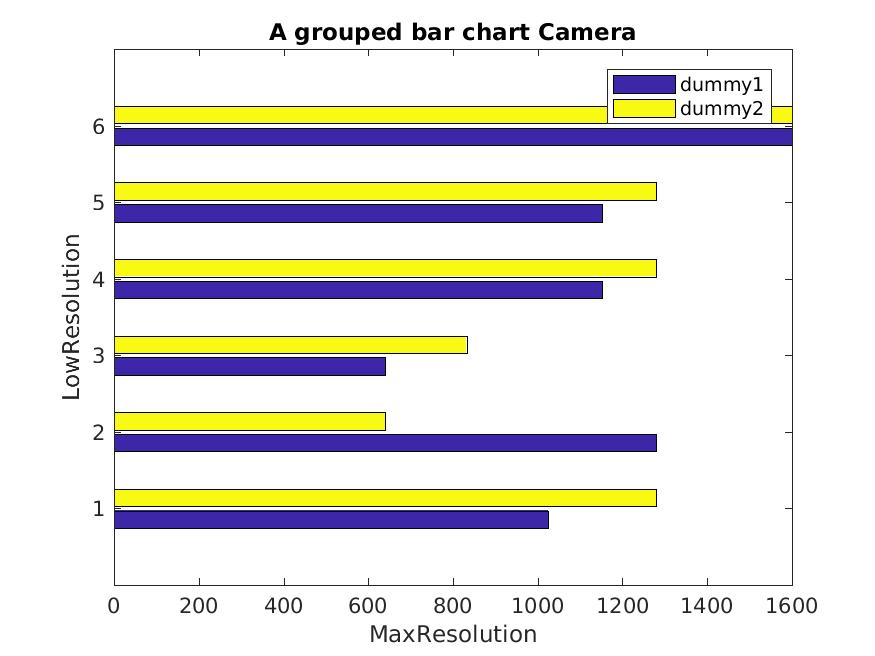 A grouped bar chart Camera
dummy1
dummy2
6
5
4
3
2
1
LowResolution
0 200 400 600 800 1000 1200 1400 1600
MaxResolution